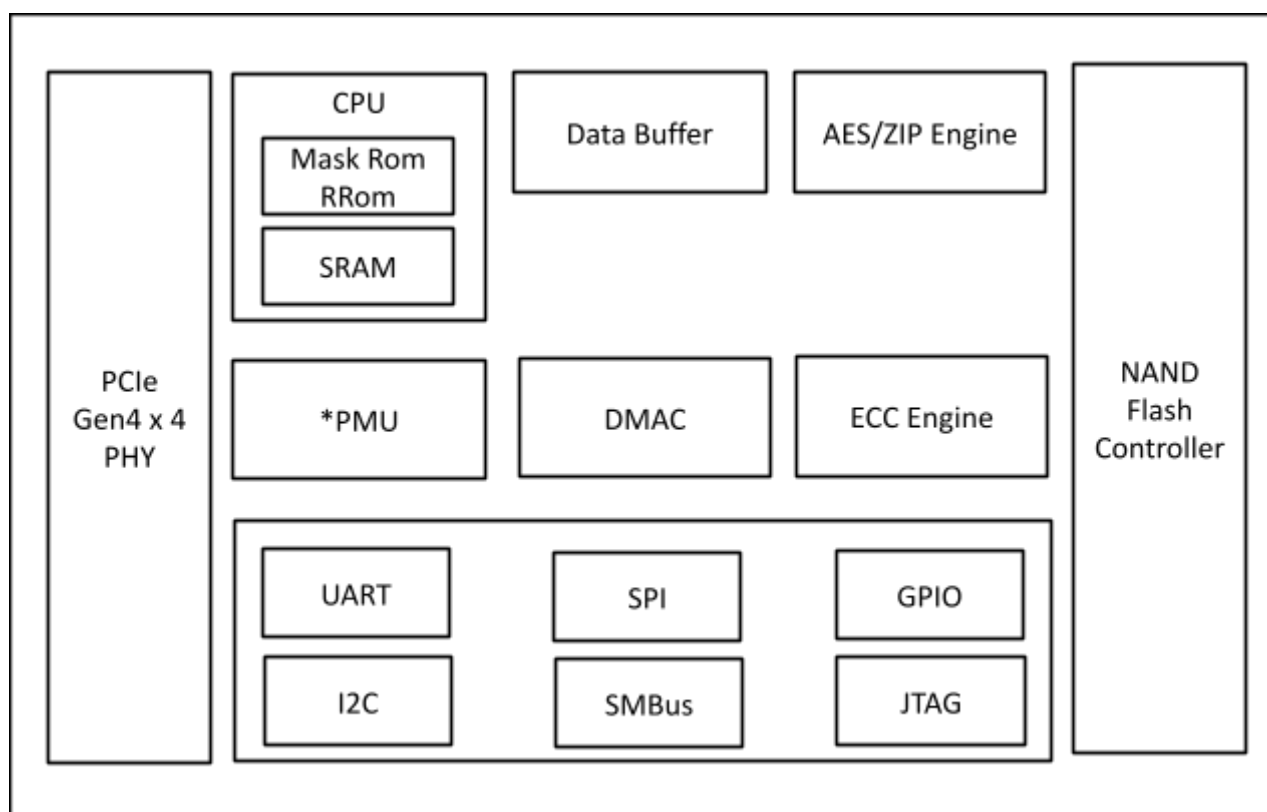 CPU
Mask Rom
RRom
SRAM
Data Buffer
AES/ZIP Engine
PCIe
Gen4 x 4
PHY
*PMU
DMAC
ECC Engine
NAND
Flash
Controller
UART
SPI
GPIO
I2C
SMBus
JTAG